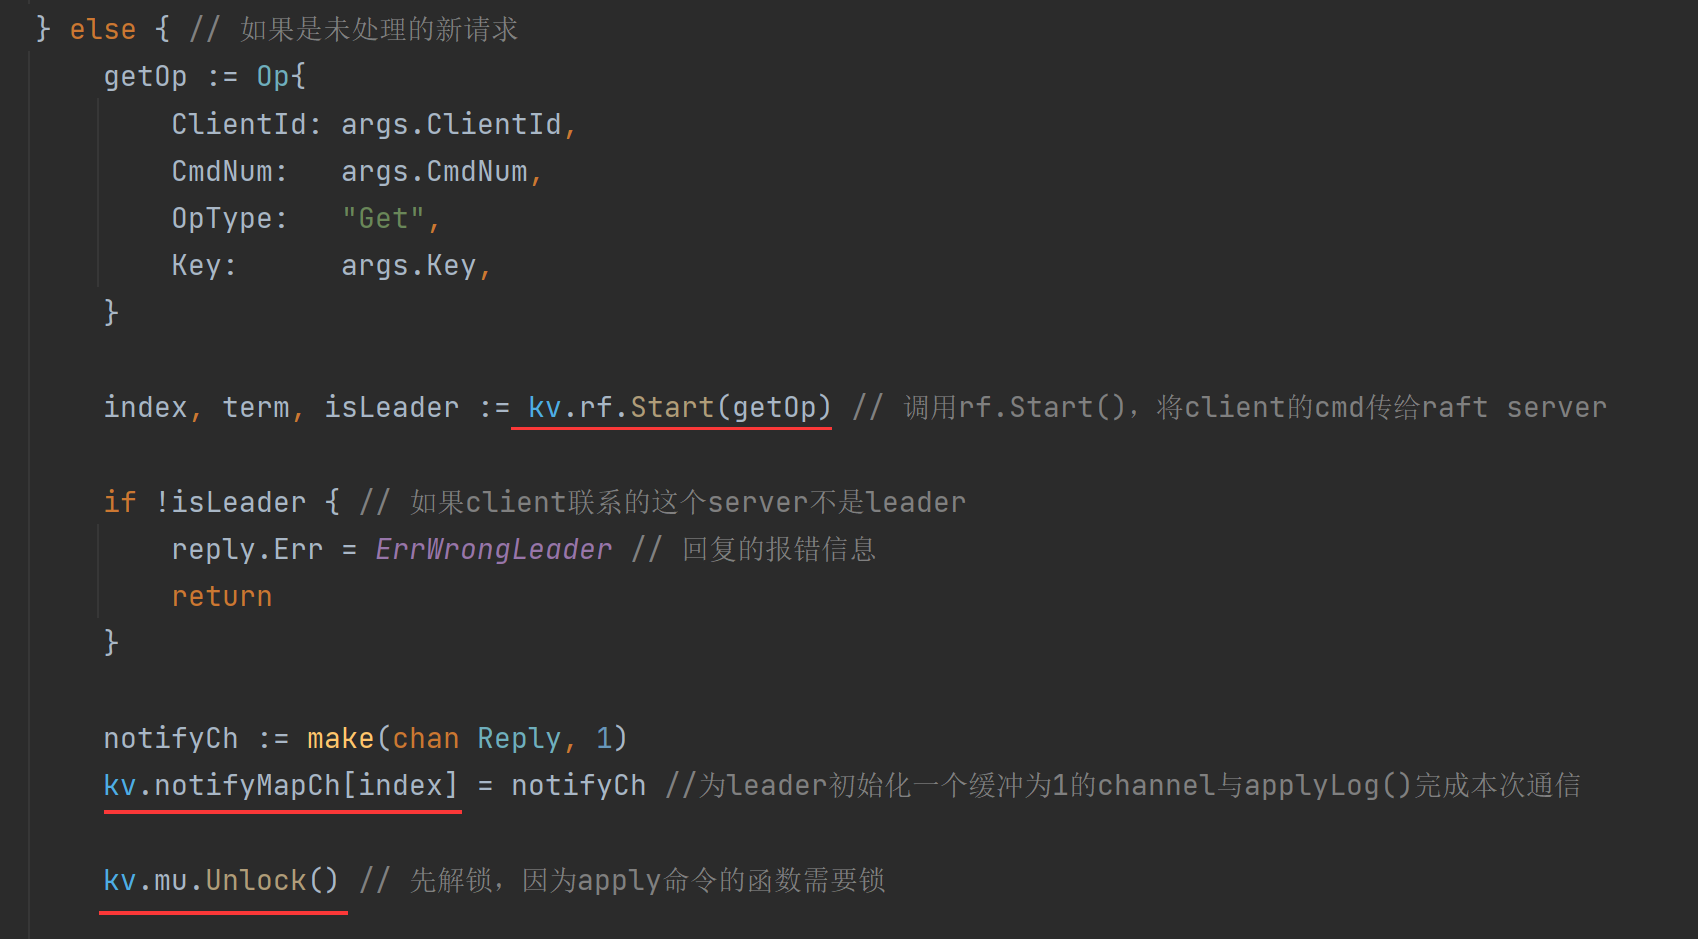 } else { // 如果是未处理的新请求
getOp := Op{
ClientId: args.ClientId,
CmdNum:   args.CmdNum,
OpType:   "Get",
Key:      args.Key,
}
index, term, isLeader := kv.rf.Start(getOp) // 调用rf.Start()，将client的cmd传给raft server
if !isLeader { // 如果client联系的这个server不是leader
reply.Err = ErrWrongLeader // 回复的报错信息
return
}
notifyCh := make(chan Reply, 1)
kv.notifyMapCh[index] = notifyCh //为leader初始化一个缓冲为1的channel与applyLog()完成本次通信
kv.mu.Unlock() // 先解锁，因为apply命令的函数需要锁